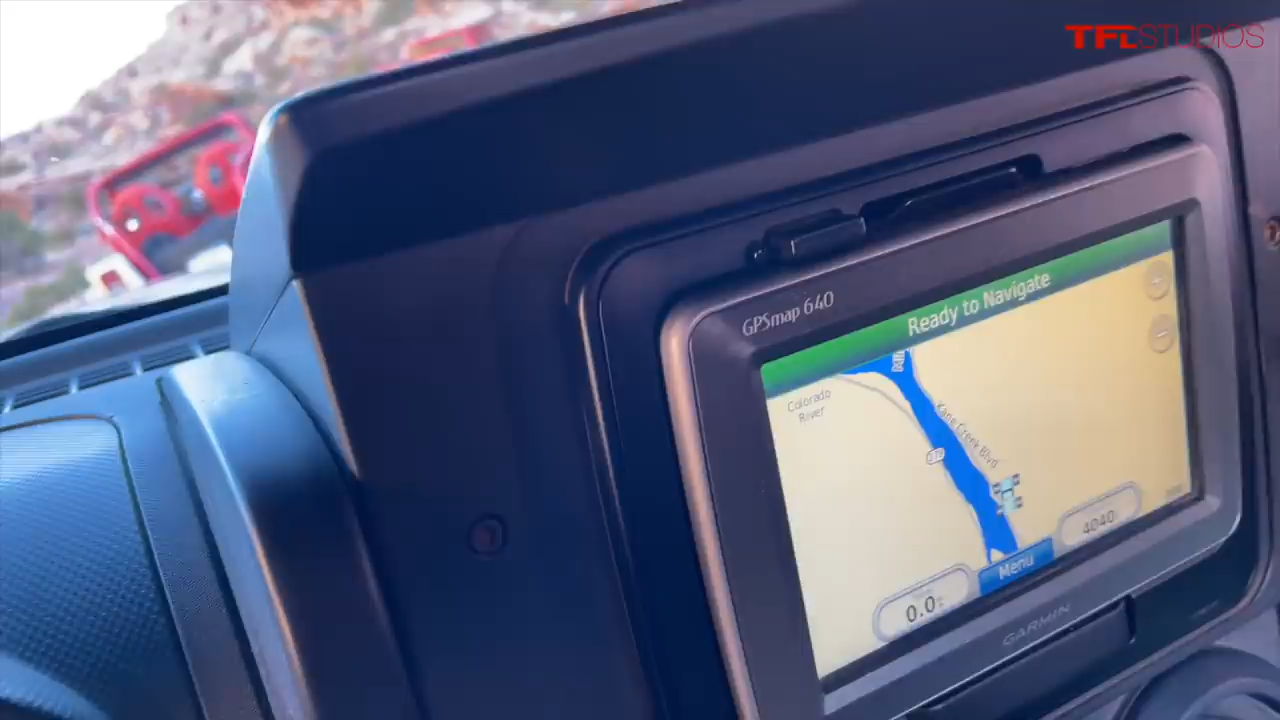 TFLSTUDIOS
GPSmap 640
Ready to Navigate
Colorado
River
Kane Creek Blvd
0.0
Menu
4040
GARMIN